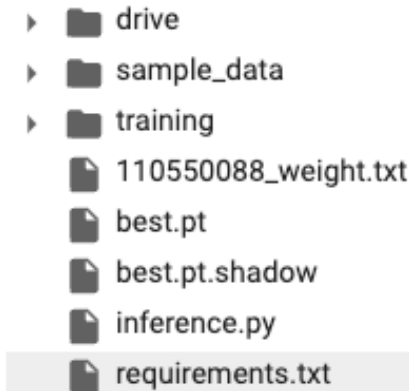 drive
sample_data
training
110550088_weight.txt
best.pt
best.pt.shadow
inference.py
requirements.txt